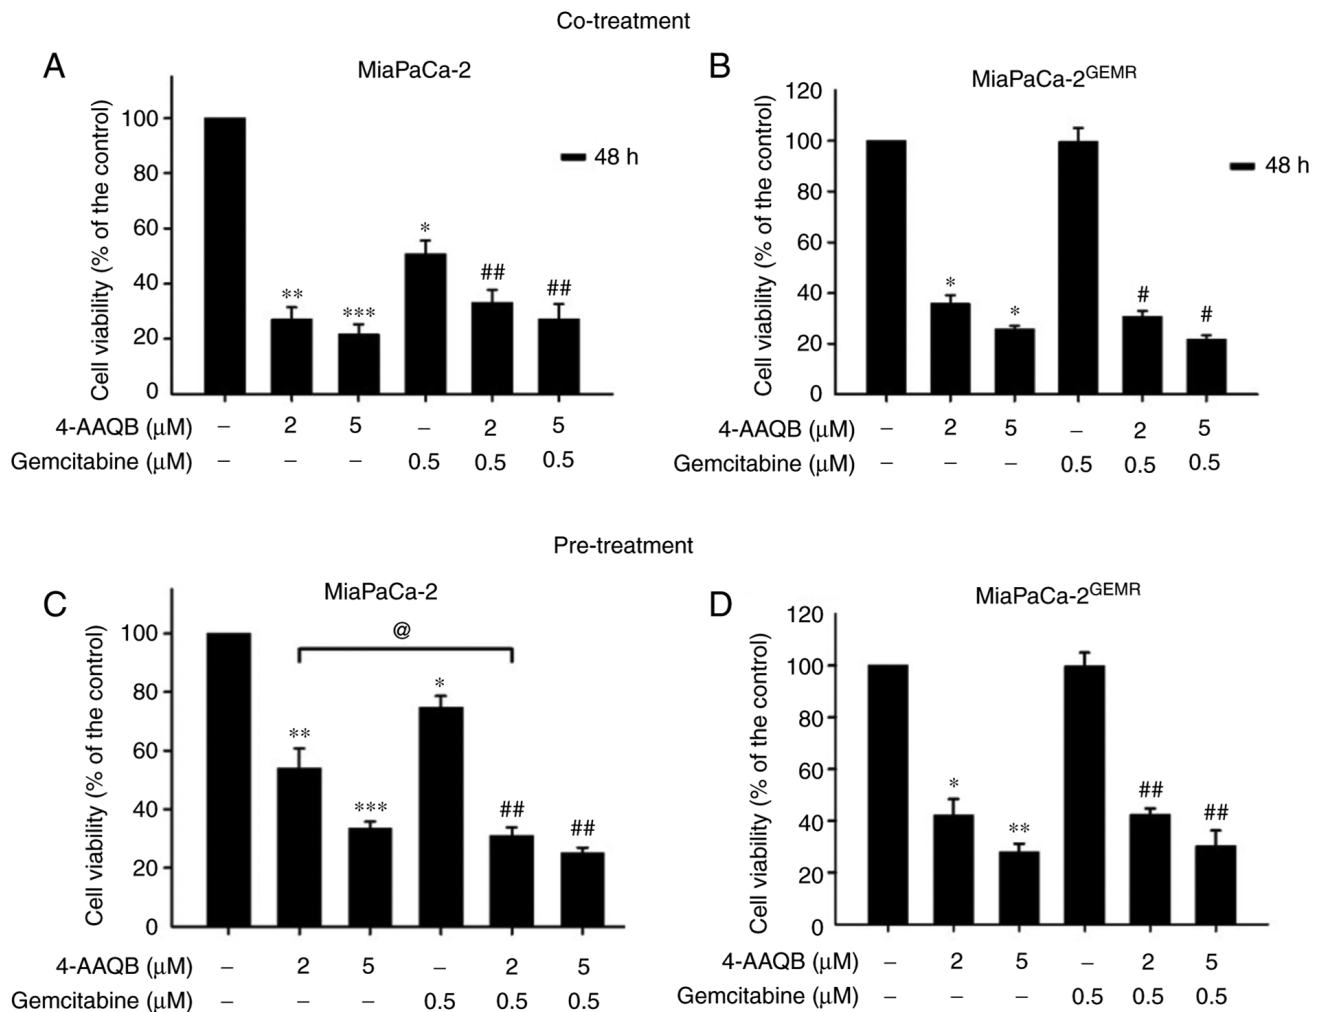 Co-treatment
A
MiaPaCa-2
Cell viability (% of the control)
100
80
60
40
20
0
48 h
** *** * ## ##
4-AAQB (μM) – 2 5 – 2 5
Gemcitabine (μM) – – – 0.5 0.5 0.5
B
MiaPaCa-2GEMR
Cell viability (% of the control)
120
100
80
60
40
20
0
48 h
* * # #
4-AAQB (μM) – 2 5 – 2 5
Gemcitabine (μM) – – – 0.5 0.5 0.5
Pre-treatment
C
MiaPaCa-2
Cell viability (% of the control)
100
80
60
40
20
0
@
** *** * ## ##
4-AAQB (μM) – 2 5 – 2 5
Gemcitabine (μM) – – – 0.5 0.5 0.5
D
MiaPaCa-2GEMR
Cell viability (% of the control)
120
100
80
60
40
20
0
* ** ## ##
4-AAQB (μM) – 2 5 – 2 5
Gemcitabine (μM) – – – 0.5 0.5 0.5